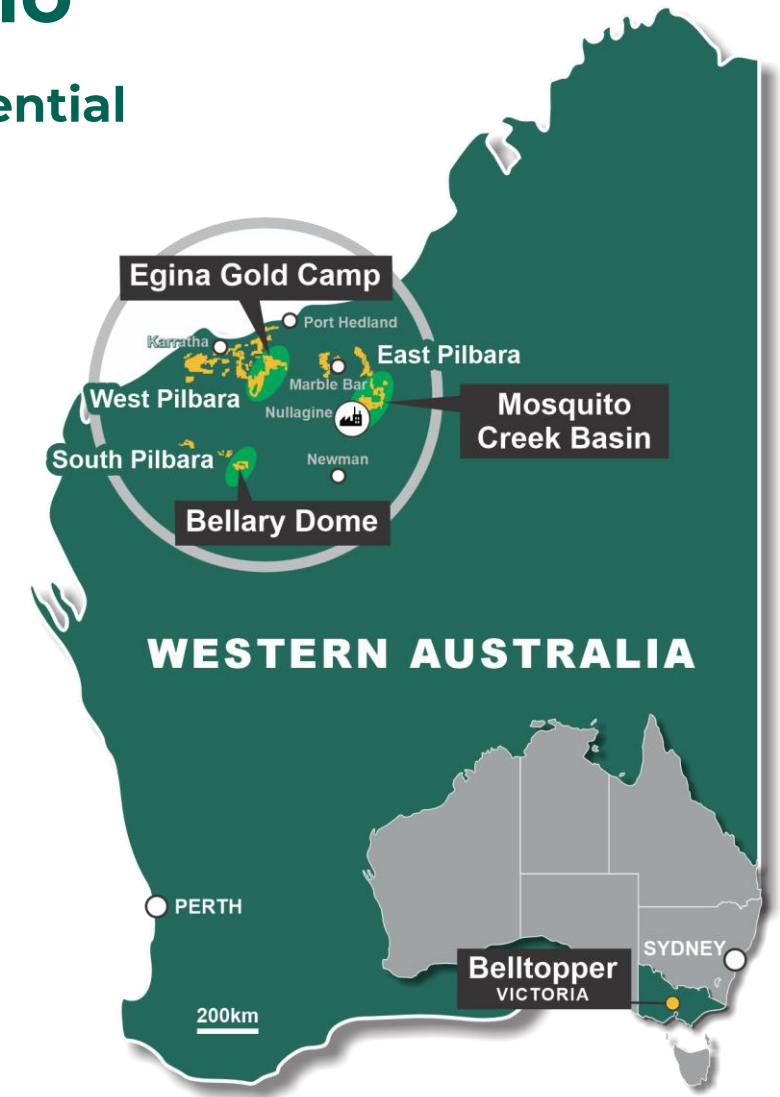 ential
Egina Gold Camp
Port Hedland
Karratha
East Pilbara
Marble Bar
West Pilbara
Nullagine
Mosquito
Creek Basin
South Pilbara
Newman
Bellary Dome
WESTERN AUSTRALIA
PERTH
SYDNEY
Belltopper
VICTORIA
200km